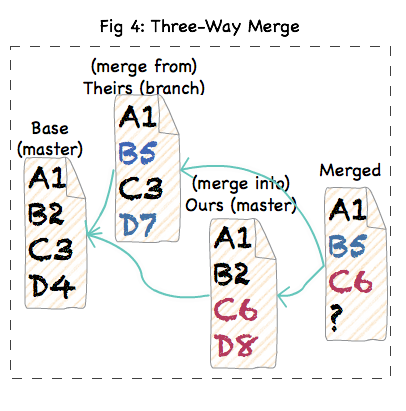 Fig 4: Three-Way Merge
(merge from)
Theirs (branch)
A1
B5
C3
D7
Base
(master)
A1
B2
C3
D4
(merge into)
Ours (master)
A1
B2
C6
D8
Merged
A1
B5
C6
?